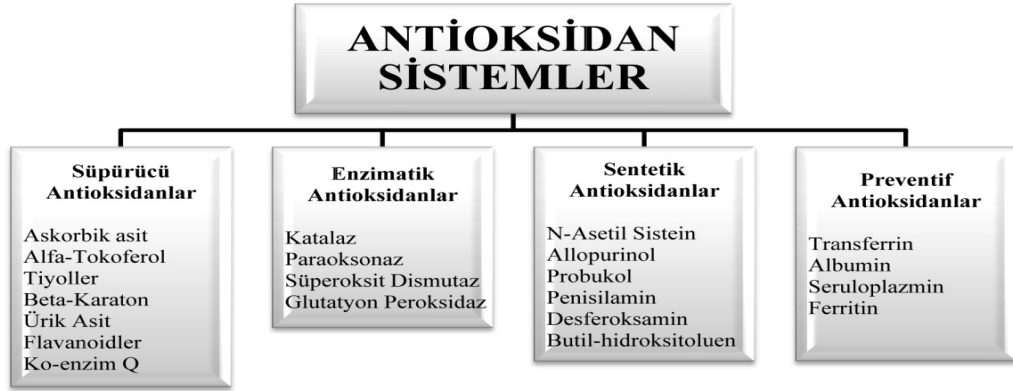 ANTİOKSİDAN
SİSTEMLER
Süpürücü
Antioksidanlar
Askorbik asit
Alfa-Tokoferol
Tiyoller
Beta-Karaton
Ürik Asit
Flavanoidler
Ko-enzim Q
Enzimatik
Antioksidanlar
Katalaz
Paraoksonaz
Süperoksit Dismutaz
Glutatyon Peroksidaz
Sentetik
Antioksidanlar
N-Asetil Sistein
Allopurinol
Probukol
Penisilamin
Desferoksamin
Butil-hidroksitoluen
Preventif
Antioksidanlar
Transferrin
Albumin
Seruloplazmin
Ferritin